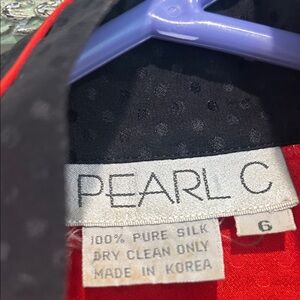 PEARL C
6
100% PURE SILK
DRY CLEAN ONLY
MADE IN KOREA